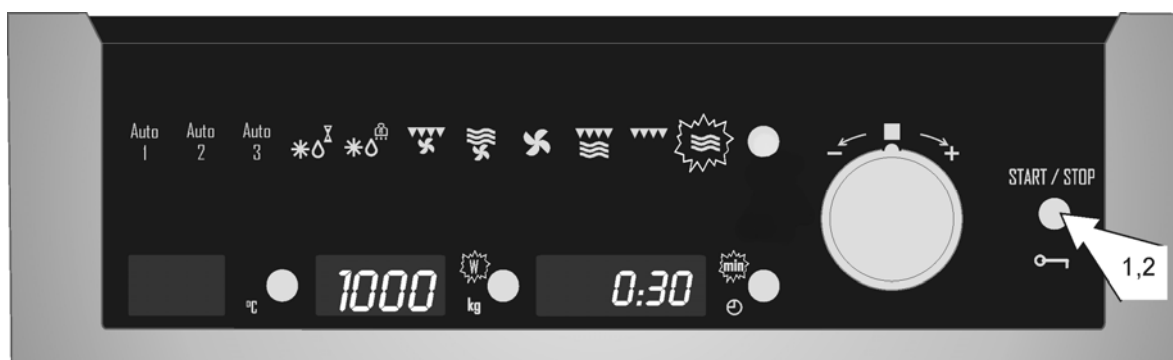 Auto 1
Auto 2
Auto 3
- +
START / STOP
°C
1000
W
kg
0:30
min
1,2